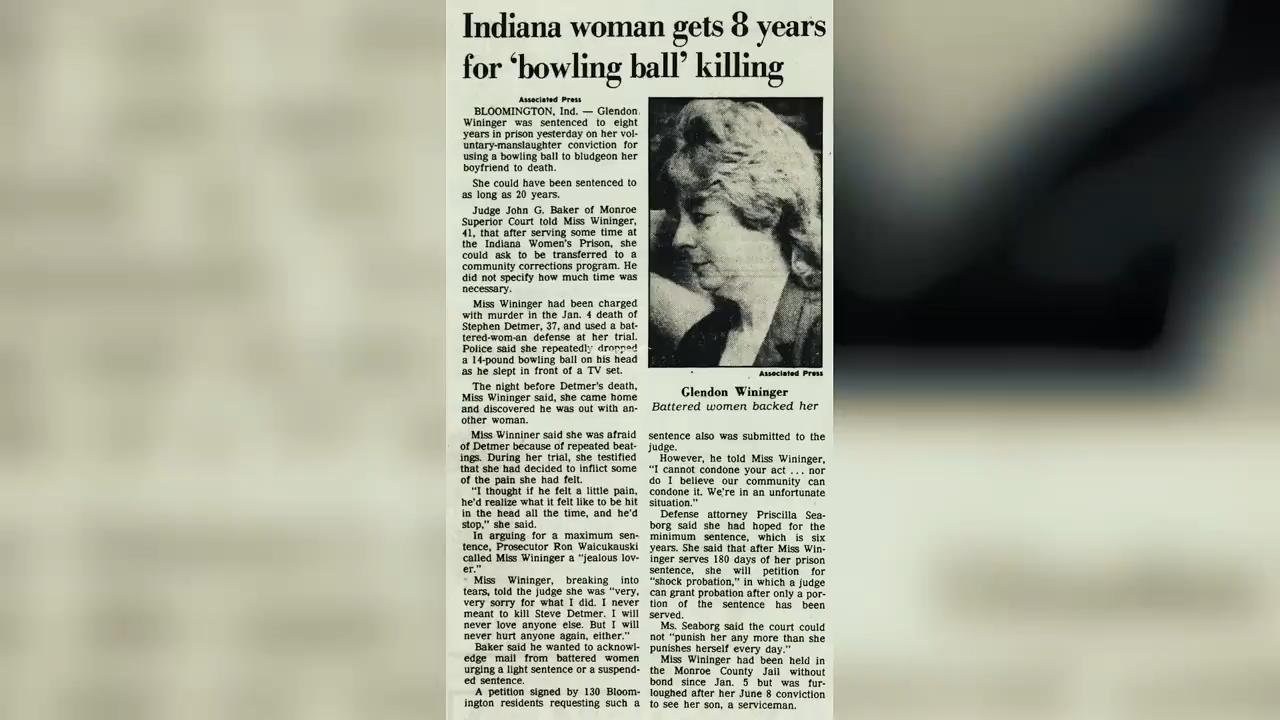 Indiana woman gets 8 years
for ‘bowling ball’ killing
Associated Press
BLOOMINGTON, Ind. — Glendon
Wininger was sentenced to eight
years in prison yesterday on her vol-
untary-manslaughter conviction for
using a bowling ball to bludgeon her
boyfriend to death.
She could have been sentenced to
as long as 20 years.
Judge John G. Baker of Monroe
Superior Court told Miss Wininger,
41, that after serving some time at
the Indiana Women's Prison, she
could ask to be transferred to a
community corrections program. He
did not specify how much time was
necessary.
Miss Wininger had been charged
with murder in the Jan. 4 death of
Stephen Detmer, 37, and used a bat-
tered-wom-an defense at her trial.
Police said she repeatedly dropped
a 14-pound bowling ball on his head
as he slept in front of a TV set.
The night before Detmer's death,
Miss Wininger said, she came home
and discovered he was out with an-
other woman.
Miss Winniner said she was afraid
of Detmer because of repeated beat-
ings. During her trial, she testified
that she had decided to inflict some
of the pain she had felt.
"I thought if he felt a little pain,
he'd realize what it felt like to be hit
in the head all the time, and he'd
stop," she said.
In arguing for a maximum sen-
tence, Prosecutor Ron Waicukauski
called Miss Wininger a "jealous lov-
er."
Miss Wininger, breaking into
tears, told the judge she was "very,
very sorry for what I did. I never
meant to kill Steve Detmer. I will
never love anyone else. But I will
never hurt anyone again, either."
Baker said he wanted to acknowl-
edge mail from battered women
urging a light sentence or a suspend-
ed sentence.
A petition signed by 130 Bloom-
ington residents requesting such a
Associated Press
Glendon Wininger
Battered women backed her
sentence also was submitted to the
judge.
However, he told Miss Wininger,
"I cannot condone your act . . . nor
do I believe our community can
condone it. We're in an unfortunate
situation."
Defense attorney Priscilla Sea-
borg said she had hoped for the
minimum sentence, which is six
years. She said that after Miss Win-
inger serves 180 days of her prison
sentence, she will petition for
"shock probation," in which a judge
can grant probation after only a por-
tion of the sentence has been
served.
Ms. Seaborg said the court could
not "punish her any more than she
punishes herself every day."
Miss Wininger had been held in
the Monroe County Jail without
bond since Jan. 5 but was fur-
loughed after her June 8 conviction
to see her son, a serviceman.